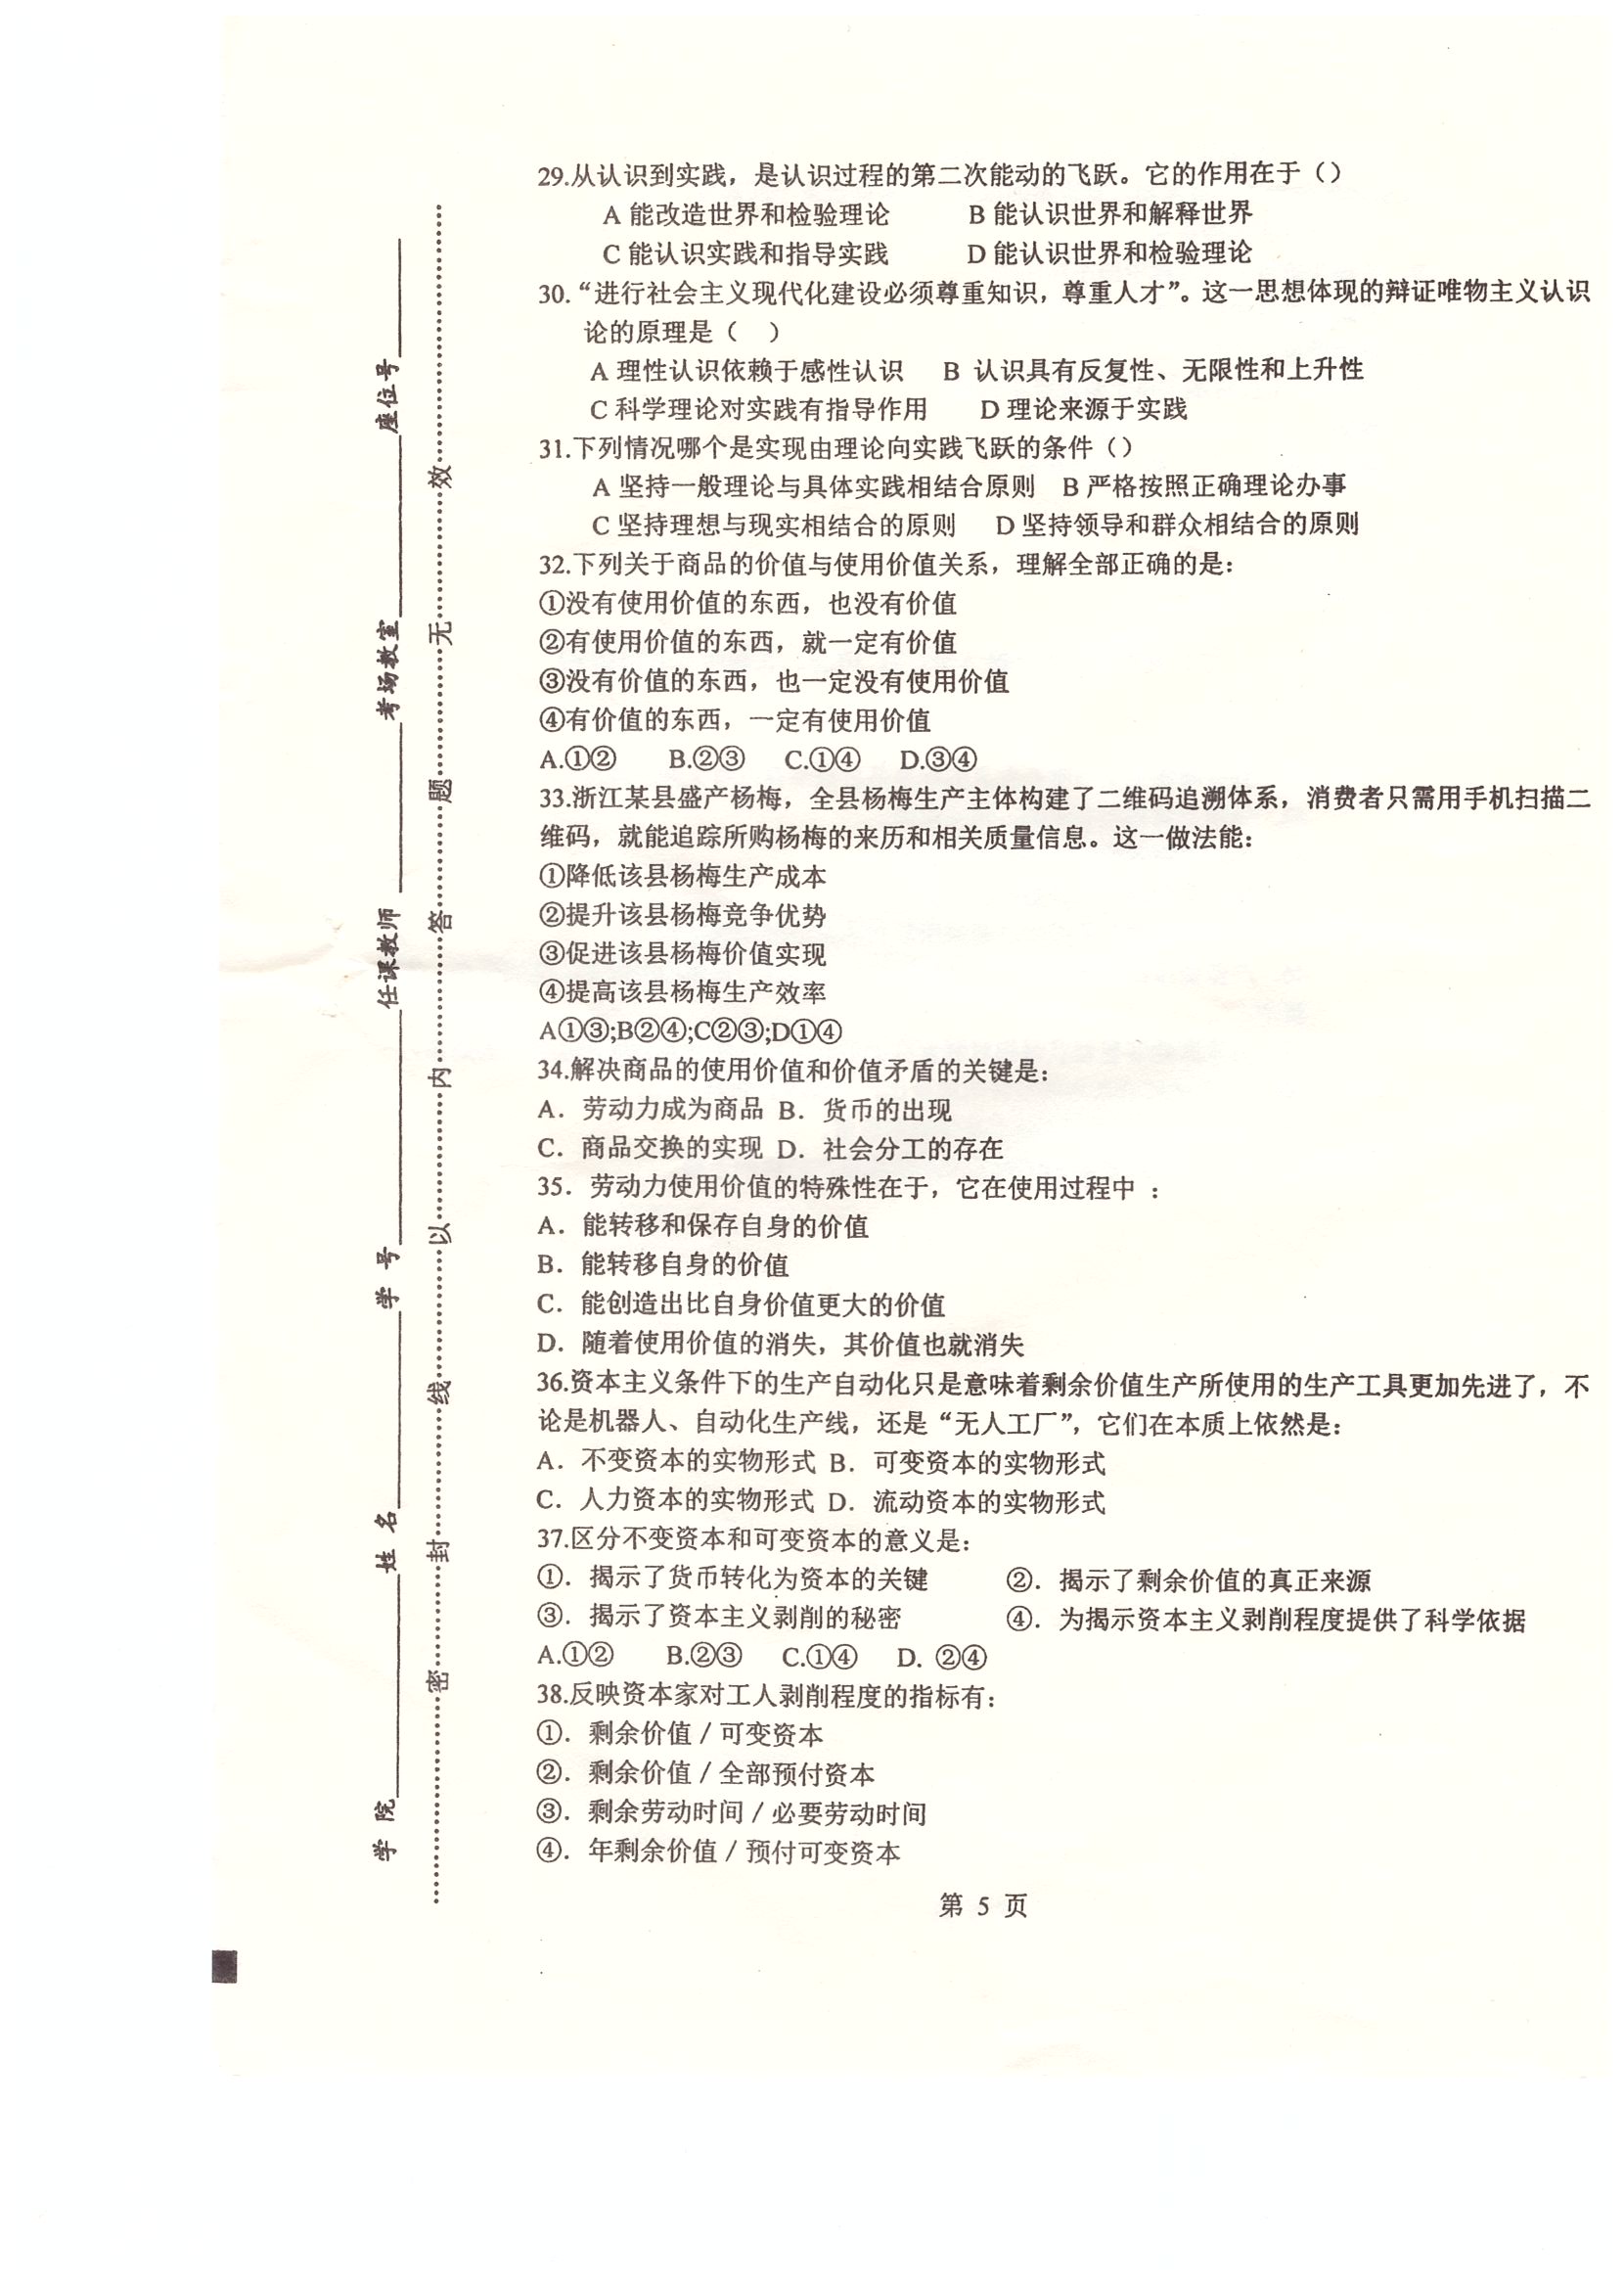 29.从认识到实践，是认识过程的第二次能动的飞跃。它的作用在于（）
A 能改造世界和检验理论 B 能认识世界和解释世界
C 能认识实践和指导实践 D 能认识世界和检验理论
30.“进行社会主义现代化建设必须尊重知识，尊重人才”。这一思想体现的辩证唯物主义认识
论的原理是（ ）
A 理性认识依赖于感性认识 B 认识具有反复性、无限性和上升性
C 科学理论对实践有指导作用 D 理论来源于实践
31.下列情况哪个是实现由理论向实践飞跃的条件（）
A 坚持一般理论与具体实践相结合原则 B 严格按照正确理论办事
C 坚持理想与现实相结合的原则 D 坚持领导和群众相结合的原则
32.下列关于商品的价值与使用价值关系，理解全部正确的是：
①没有使用价值的东西，也没有价值
②有使用价值的东西，就一定有价值
③没有价值的东西，也一定没有使用价值
④有价值的东西，一定有使用价值
A.①② B.②③ C.①④ D.③④
33.浙江某县盛产杨梅，全县杨梅生产主体构建了二维码追溯体系，消费者只需用手机扫描二
维码，就能追踪所购杨梅的来历和相关质量信息。这一做法能：
①降低该县杨梅生产成本
②提升该县杨梅竞争优势
③促进该县杨梅价值实现
④提高该县杨梅生产效率
A①③;B②④;C②③;D①④
34.解决商品的使用价值和价值矛盾的关键是：
A．劳动力成为商品 B．货币的出现
C．商品交换的实现 D．社会分工的存在
35．劳动力使用价值的特殊性在于，它在使用过程中 ：
A．能转移和保存自身的价值
B．能转移自身的价值
C．能创造出比自身价值更大的价值
D．随着使用价值的消失，其价值也就消失
36.资本主义条件下的生产自动化只是意味着剩余价值生产所使用的生产工具更加先进了，不
论是机器人、自动化生产线，还是“无人工厂”，它们在本质上依然是：
A．不变资本的实物形式 B．可变资本的实物形式
C．人力资本的实物形式 D．流动资本的实物形式
37.区分不变资本和可变资本的意义是：
①．揭示了货币转化为资本的关键 ②．揭示了剩余价值的真正来源
③．揭示了资本主义剥削的秘密 ④．为揭示资本主义剥削程度提供了科学依据
A.①② B.②③ C.①④ D. ②④
38.反映资本家对工人剥削程度的指标有：
①．剩余价值 / 可变资本
②．剩余价值 / 全部预付资本
③．剩余劳动时间 / 必要劳动时间
④．年剩余价值 / 预付可变资本
第 5 页
学 院 姓 名 学 号 任课教师 考场教室 座位号
密 封 线 以 内 答 题 无 效